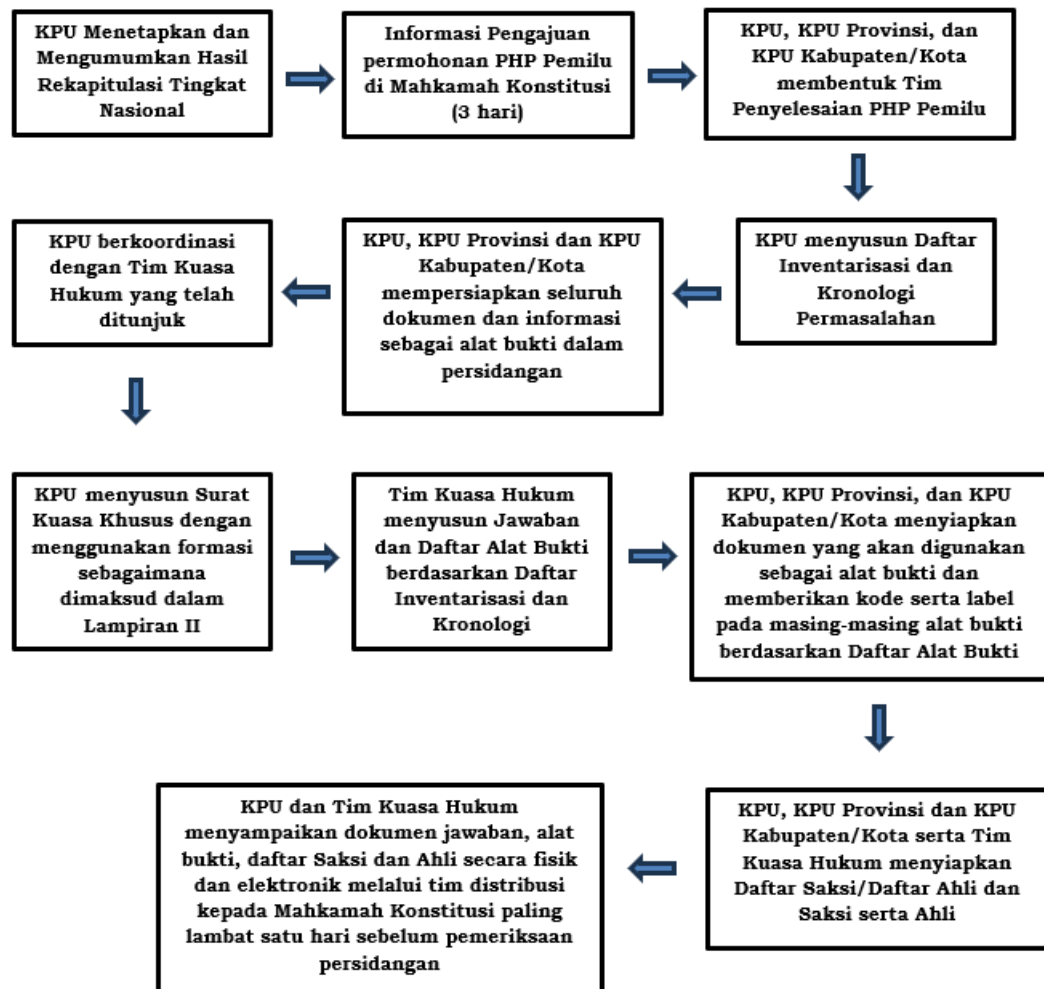 KPU Menetapkan dan
Mengumumkan Hasil
Rekapitulasi Tingkat
Nasional
Informasi Pengajuan
permohonan PHP Pemilu
di Mahkamah Konstitusi
(3 hari)
KPU, KPU Provinsi, dan
KPU Kabupaten/Kota
membentuk Tim
Penyelesaian PHP Pemilu
KPU menyusun Daftar
Inventarisasi dan
Kronologi
Permasalahan
KPU, KPU Provinsi dan KPU
Kabupaten/Kota
mempersiapkan seluruh
dokumen dan informasi
sebagai alat bukti dalam
persidangan
KPU berkoordinasi
dengan Tim Kuasa
Hukum yang telah
ditunjuk
KPU menyusun Surat
Kuasa Khusus dengan
menggunakan formasi
sebagaimana
dimaksud dalam
Lampiran II
Tim Kuasa Hukum
menyusun Jawaban
dan Daftar Alat Bukti
berdasarkan Daftar
Inventarisasi dan
Kronologi
KPU, KPU Provinsi, dan KPU
Kabupaten/Kota menyiapkan
dokumen yang akan digunakan
sebagai alat bukti dan
memberikan kode serta label
pada masing-masing alat bukti
berdasarkan Daftar Alat Bukti
KPU, KPU Provinsi dan KPU
Kabupaten/Kota serta Tim
Kuasa Hukum menyiapkan
Daftar Saksi/Daftar Ahli dan
Saksi serta Ahli
KPU dan Tim Kuasa Hukum
menyampaikan dokumen jawaban, alat
bukti, daftar Saksi dan Ahli secara fisik
dan elektronik melalui tim distribusi
kepada Mahkamah Konstitusi paling
lambat satu hari sebelum pemeriksaan
persidangan